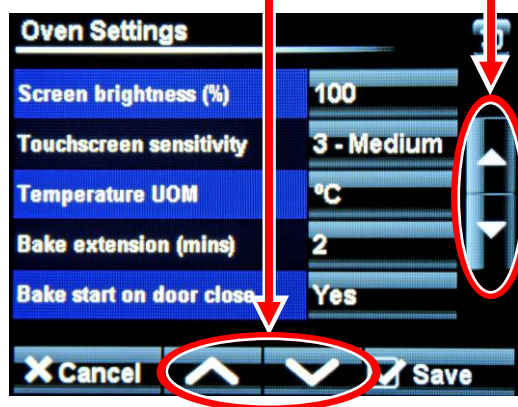 Oven Settings
Screen brightness (%) 100
Touchscreen sensitivity 3 - Medium
Temperature UOM ºC
Bake extension (mins) 2
Bake start on door close Yes
Cancel Save